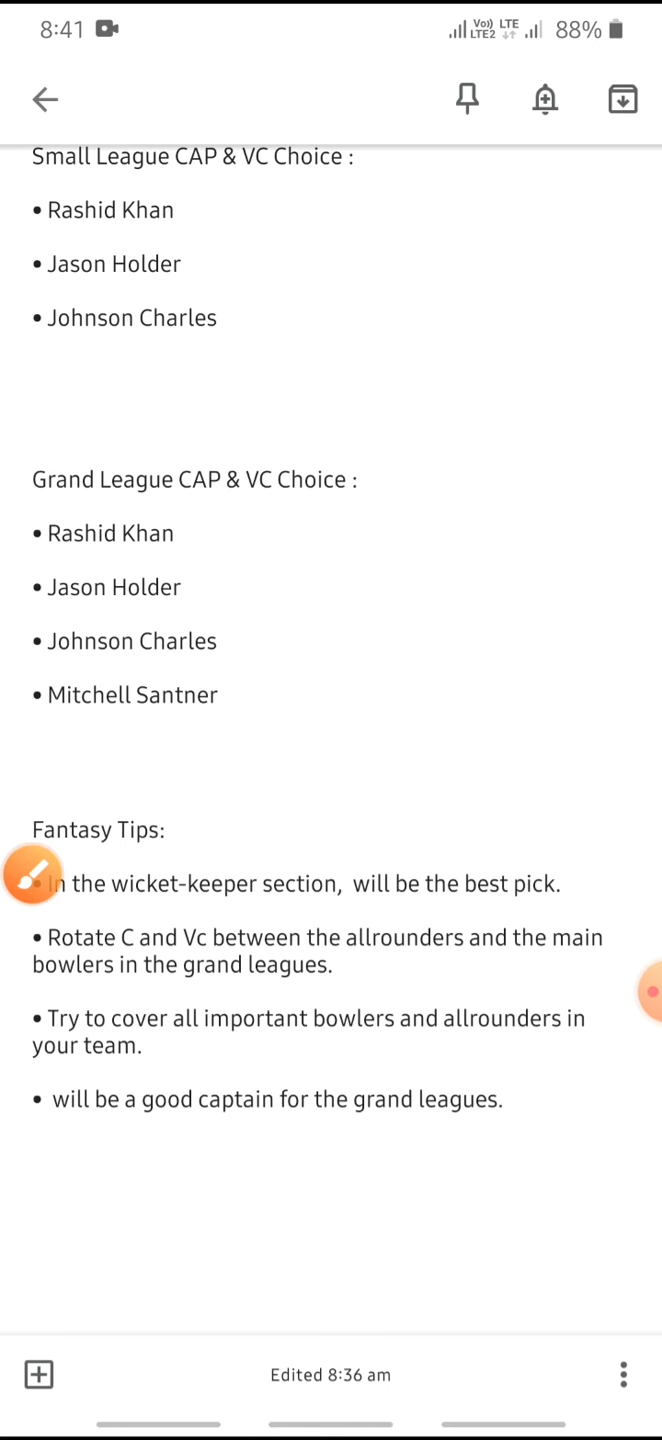 8:41
Vo)) LTE
LTE2
88%
Small League CAP & VC Choice :
• Rashid Khan
• Jason Holder
• Johnson Charles
Grand League CAP & VC Choice :
• Rashid Khan
• Jason Holder
• Johnson Charles
• Mitchell Santner
Fantasy Tips:
• In the wicket-keeper section,  will be the best pick.
• Rotate C and Vc between the allrounders and the main
bowlers in the grand leagues.
• Try to cover all important bowlers and allrounders in
your team.
•  will be a good captain for the grand leagues.
Edited 8:36 am